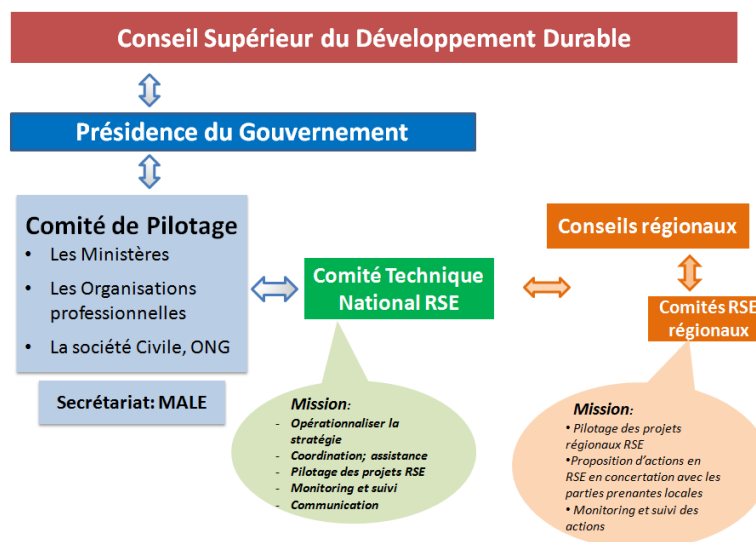 Conseil Supérieur du Développement Durable
Présidence du Gouvernement
Comité de Pilotage
• Les Ministères
• Les Organisations
professionnelles
• La société Civile, ONG
Secrétariat: MALE
Comité Technique
National RSE
Mission:
- Opérationnaliser la
stratégie
- Coordination; assistance
- Pilotage des projets RSE
- Monitoring et suivi
- Communication
Conseils régionaux
Comités RSE
régionaux
Mission:
• Pilotage des projets
régionaux RSE
•Proposition d'actions en
RSE en concertation avec les
parties prenantes locales
• Monitoring et suivi des
actions